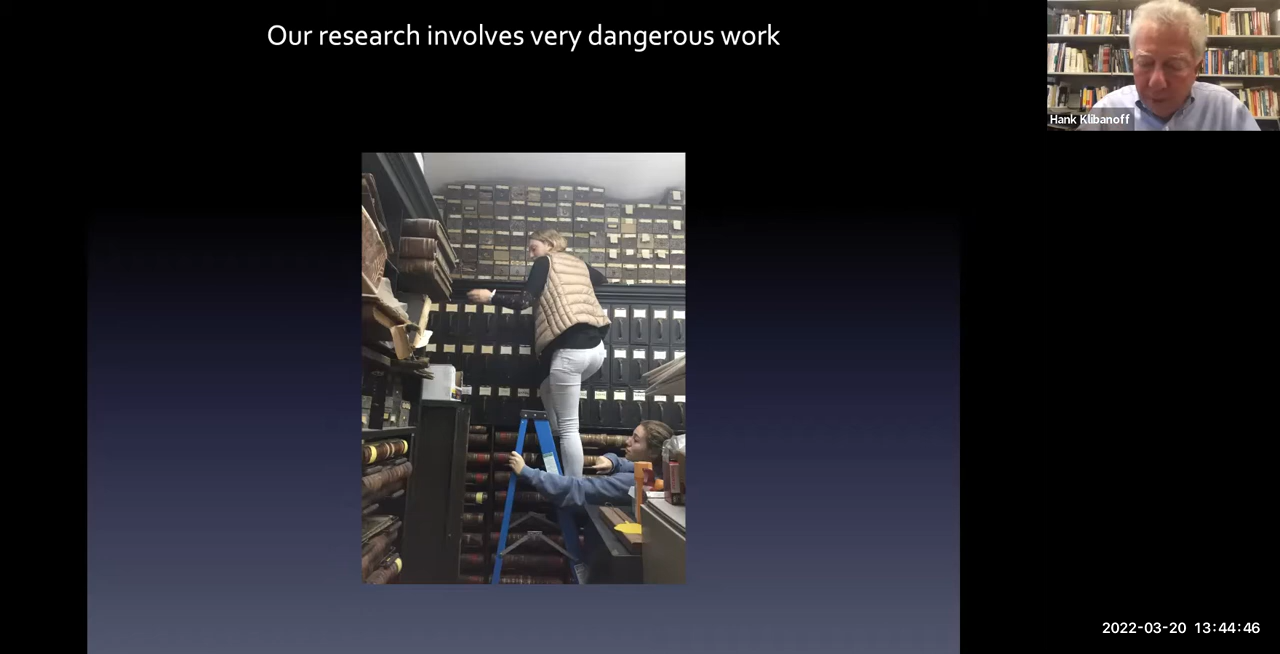 Our research involves very dangerous work
Hank Klibanoff
2022-03-20 13:44:46